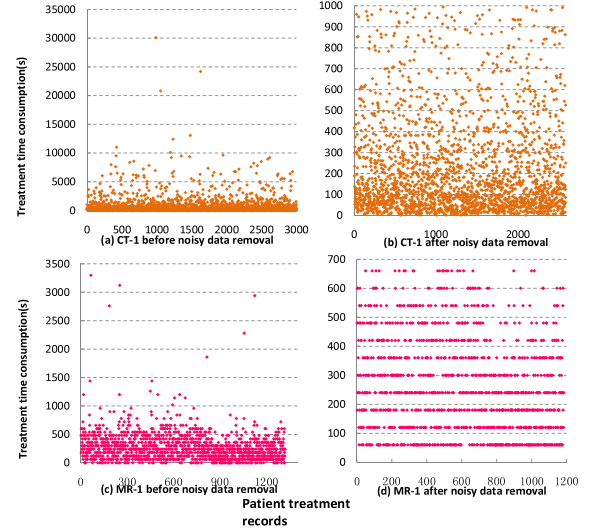 35000
30000
25000
20000
15000
10000
5000
0
0 500 1000 1500 2000 2500 3000
Treatment time consumption(s)
(a) CT-1 before noisy data removal
1000
900
800
700
600
500
400
300
200
100
0
0 1000 2000
(b) CT-1 after noisy data removal
3500
3000
2500
2000
1500
1000
500
0
0 300 600 900 1200
Treatment time consumption(s)
(c) MR-1 before noisy data removal
700
600
500
400
300
200
100
0
0 200 400 600 800 1000 1200
(d) MR-1 after noisy data removal
Patient treatment
records